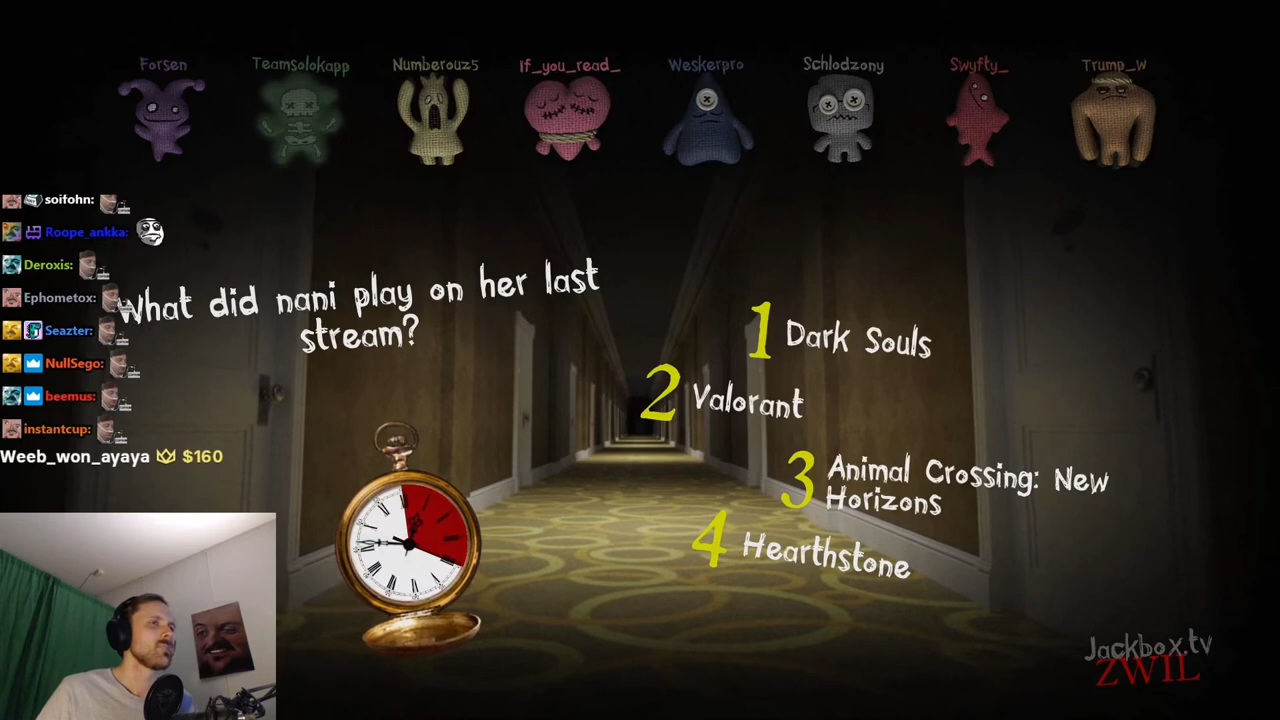 Forsen
Teamsolokapp
Numberouz5
If_you_read_
Weskerpro
Schlodzony
Swyfty_
Trump_W
soifohn:
Roope_ankka:
Deroxis:
Ephometox:
Seazter:
NullSego:
beemus:
instantcup:
Weeb_won_ayaya $160
What did nani play on her last
stream?
1 Dark Souls
2 Valorant
3 Animal Crossing: New
Horizons
4 Hearthstone
Jackbox.tv
ZWIL